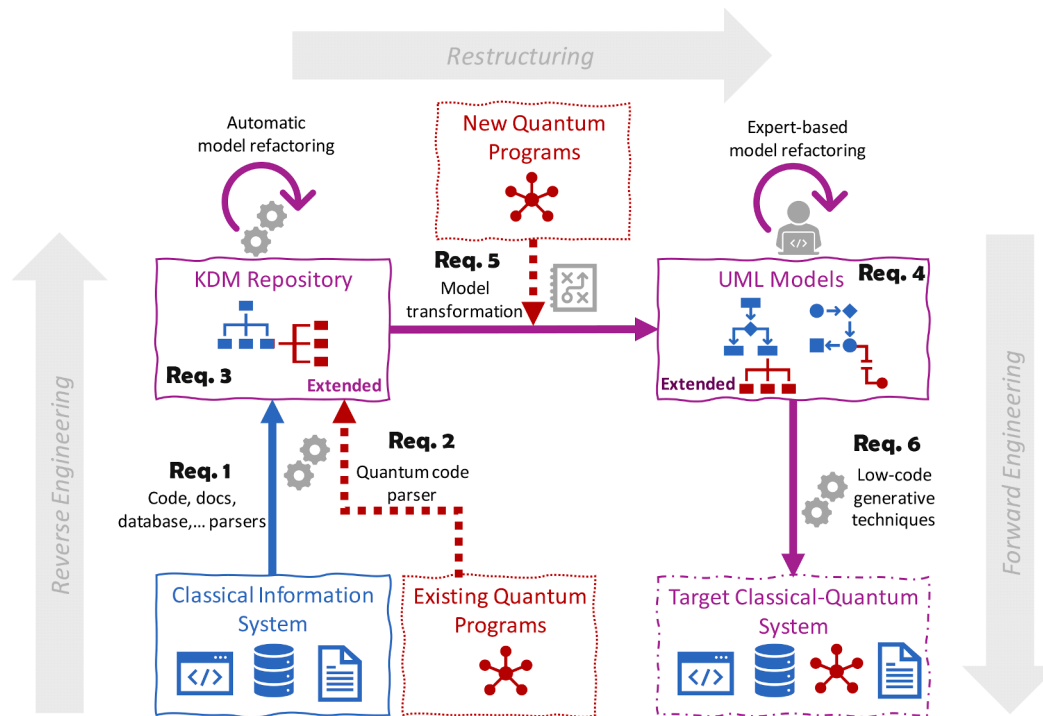 Restructuring
Automatic
model refactoring
New Quantum
Programs
Expert-based
model refactoring
KDM Repository
Req. 3
Extended
Req. 5
Model
transformation
UML Models
Req. 4
Extended
Reverse Engineering
Req. 1
Code, docs,
database,... parsers
Req. 2
Quantum code
parser
Req. 6
Low-code
generative
techniques
Forward Engineering
Classical Information
System
Existing Quantum
Programs
Target Classical-Quantum
System